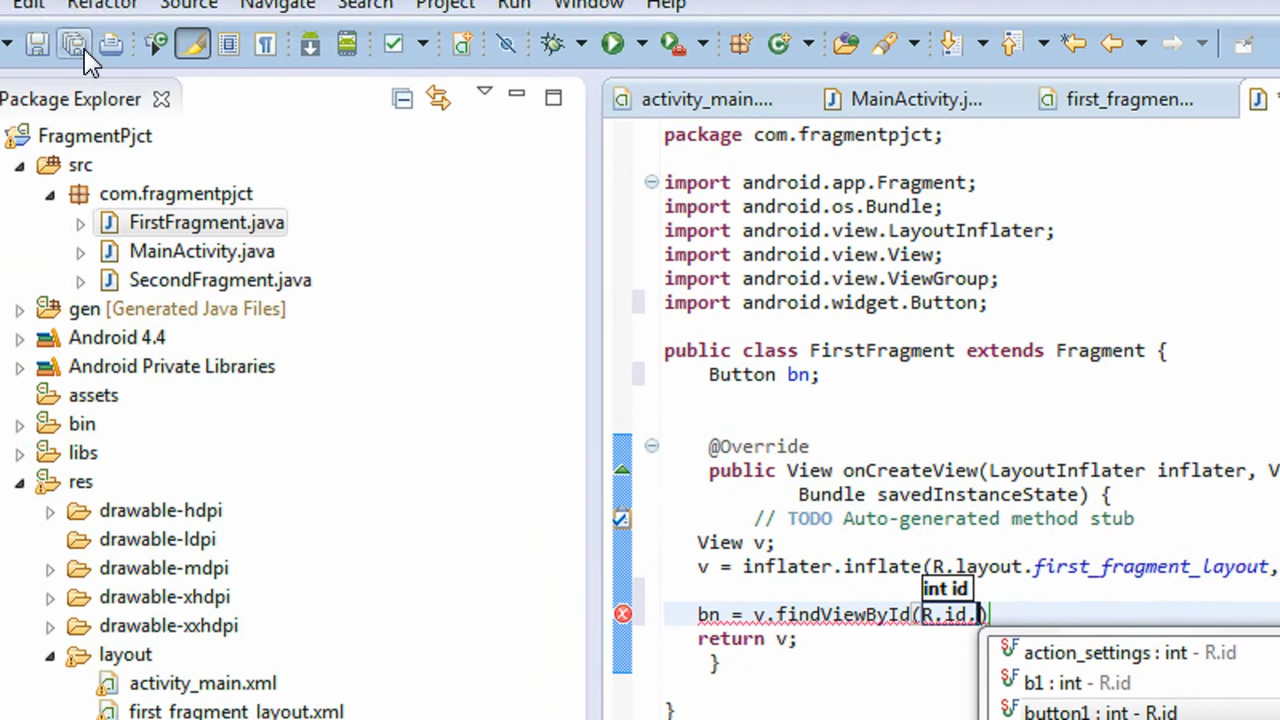 Edit Refactor Source Navigate Search Project Run Window Help
Package Explorer
activity_main.... MainActivity.j... first_fragmen...
FragmentPjct
src
com.fragmentpjct
FirstFragment.java
MainActivity.java
SecondFragment.java
gen [Generated Java Files]
Android 4.4
Android Private Libraries
assets
bin
libs
res
drawable-hdpi
drawable-ldpi
drawable-mdpi
drawable-xhdpi
drawable-xxhdpi
layout
activity_main.xml
first_fragment_layout.xml
package com.fragmentpjct;
import android.app.Fragment;
import android.os.Bundle;
import android.view.LayoutInflater;
import android.view.View;
import android.view.ViewGroup;
import android.widget.Button;
public class FirstFragment extends Fragment {
Button bn;
@Override
public View onCreateView(LayoutInflater inflater, V
Bundle savedInstanceState) {
// TODO Auto-generated method stub
View v;
v = inflater.inflate(R.layout.first_fragment_layout,
int id
bn = v.findViewById(R.id.)
return v;
}
}
action_settings : int - R.id
b1 : int - R.id
button1 : int - R.id